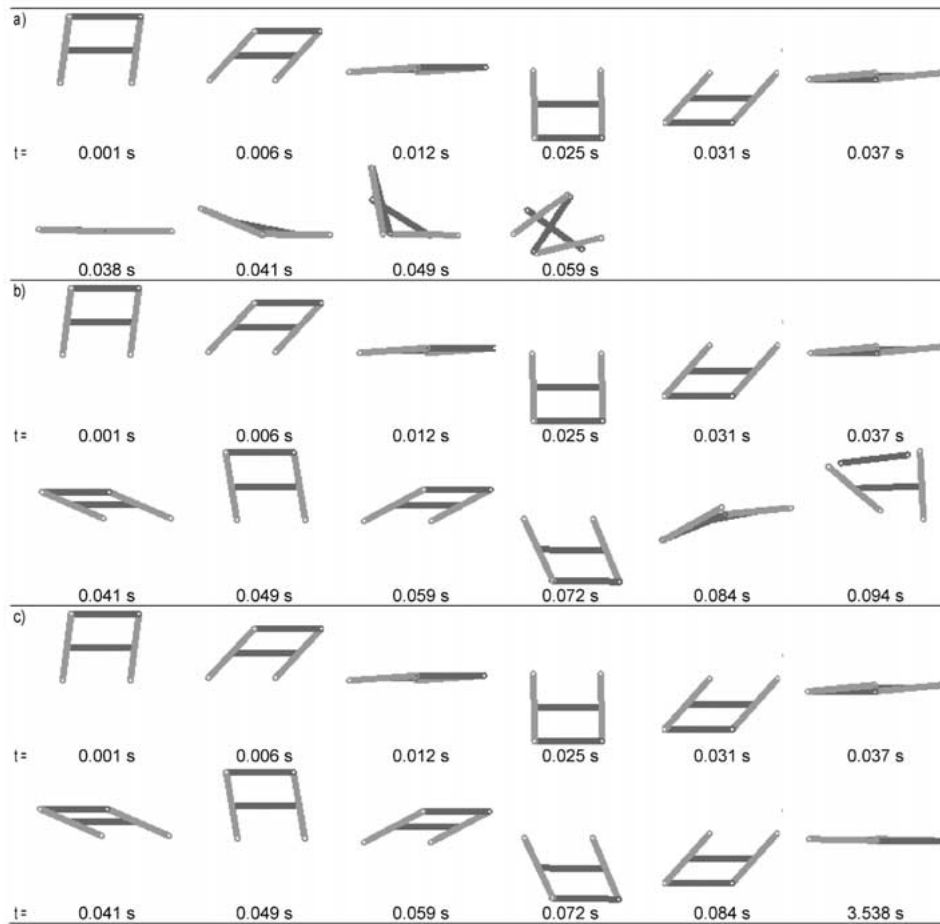 a)
t = 0.001 s 0.006 s 0.012 s 0.025 s 0.031 s 0.037 s
0.038 s 0.041 s 0.049 s 0.059 s
b)
t = 0.001 s 0.006 s 0.012 s 0.025 s 0.031 s 0.037 s
0.041 s 0.049 s 0.059 s 0.072 s 0.084 s 0.094 s
c)
t = 0.001 s 0.006 s 0.012 s 0.025 s 0.031 s 0.037 s
t = 0.041 s 0.049 s 0.059 s 0.072 s 0.084 s 3.538 s